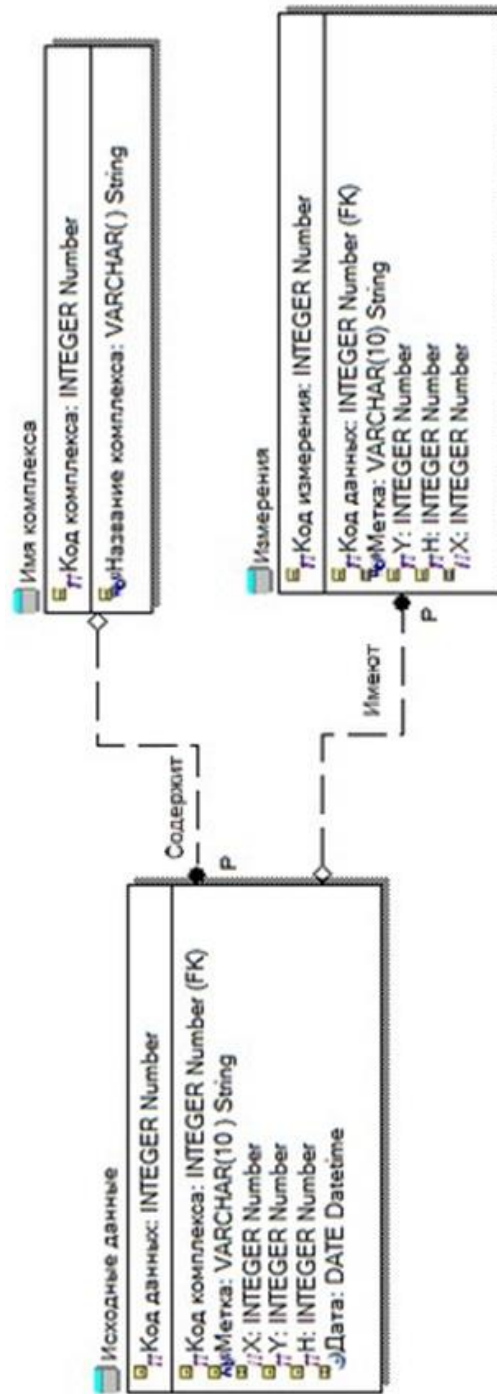 Исходные данные
Код данных: INTEGER Number
Код комплекса: INTEGER Number (FK)
Метка: VARCHAR(10 ) String
X: INTEGER Number
Y: INTEGER Number
H: INTEGER Number
Дата: DATE Datetime
Содержит
P
Имеют
P
Имя комплекса
Код комплекса: INTEGER Number
Название комплекса: VARCHAR( ) String
Измерения
Код измерения: INTEGER Number
Код данных: INTEGER Number (FK)
Метка: VARCHAR(10) String
Y: INTEGER Number
H: INTEGER Number
X: INTEGER Number